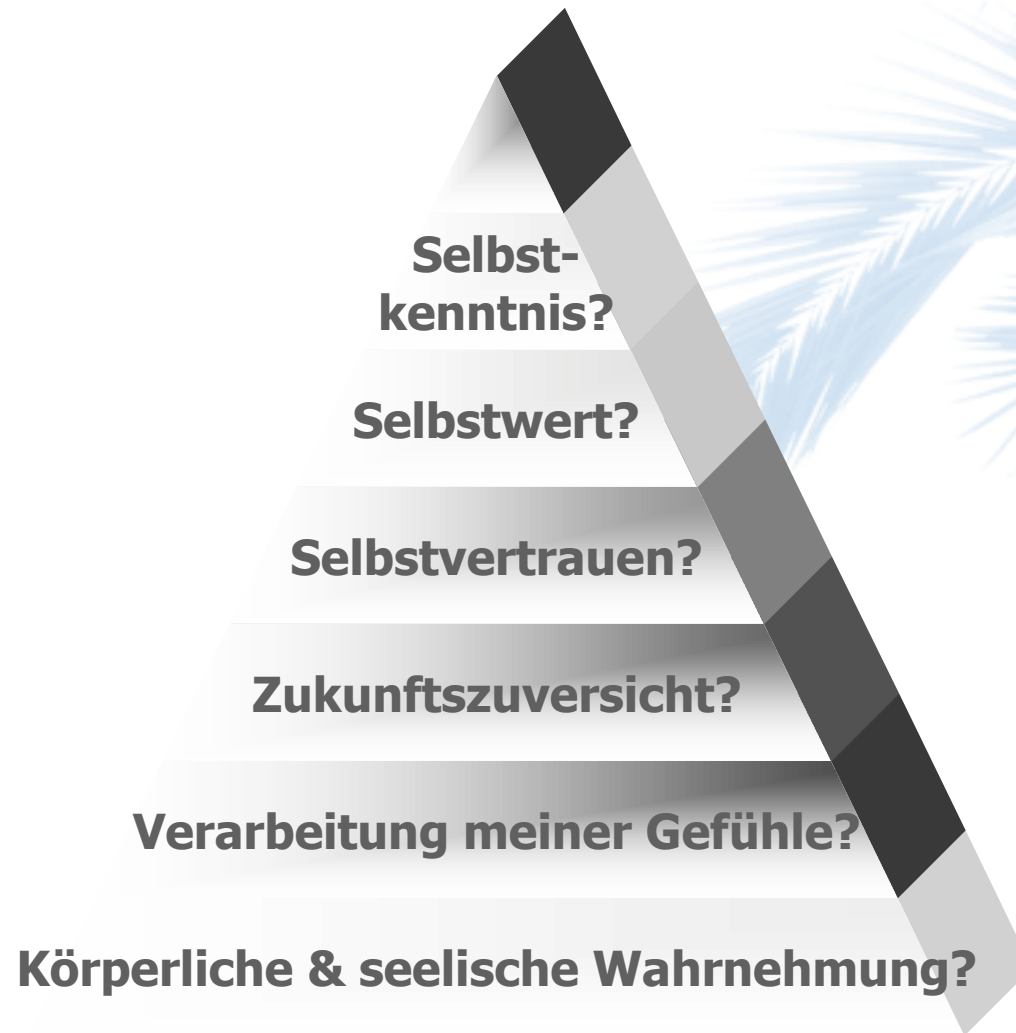 Selbst-
kenntnis?
Selbstwert?
Selbstvertrauen?
Zukunftszuversicht?
Verarbeitung meiner Gefühle?
Körperliche & seelische Wahrnehmung?